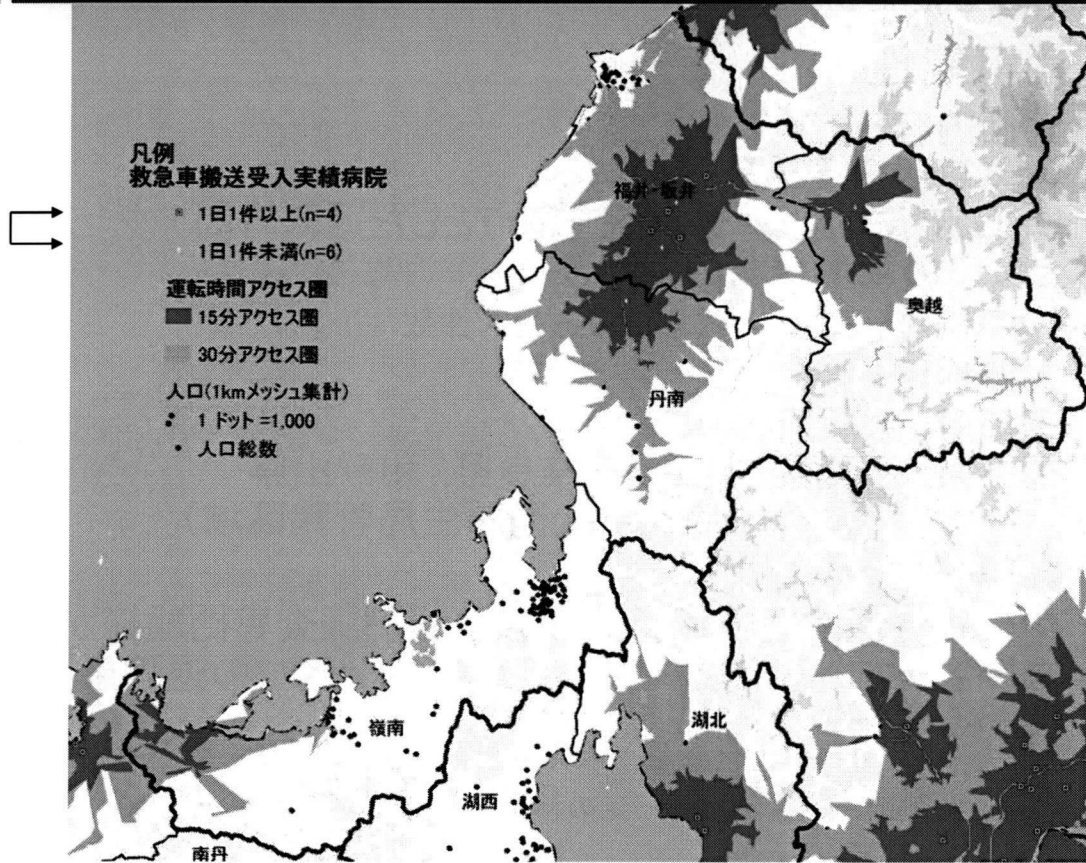 凡例
救急車搬送受入実績病院
1日1件以上(n=4)
1日1件未満(n=6)
運転時間アクセス圏
15分アクセス圏
30分アクセス圏
人口(1kmメッシュ集計)
1 ドット =1,000
人口総数
福井・坂井
奥越
丹南
嶺南
湖北
湖西
南丹